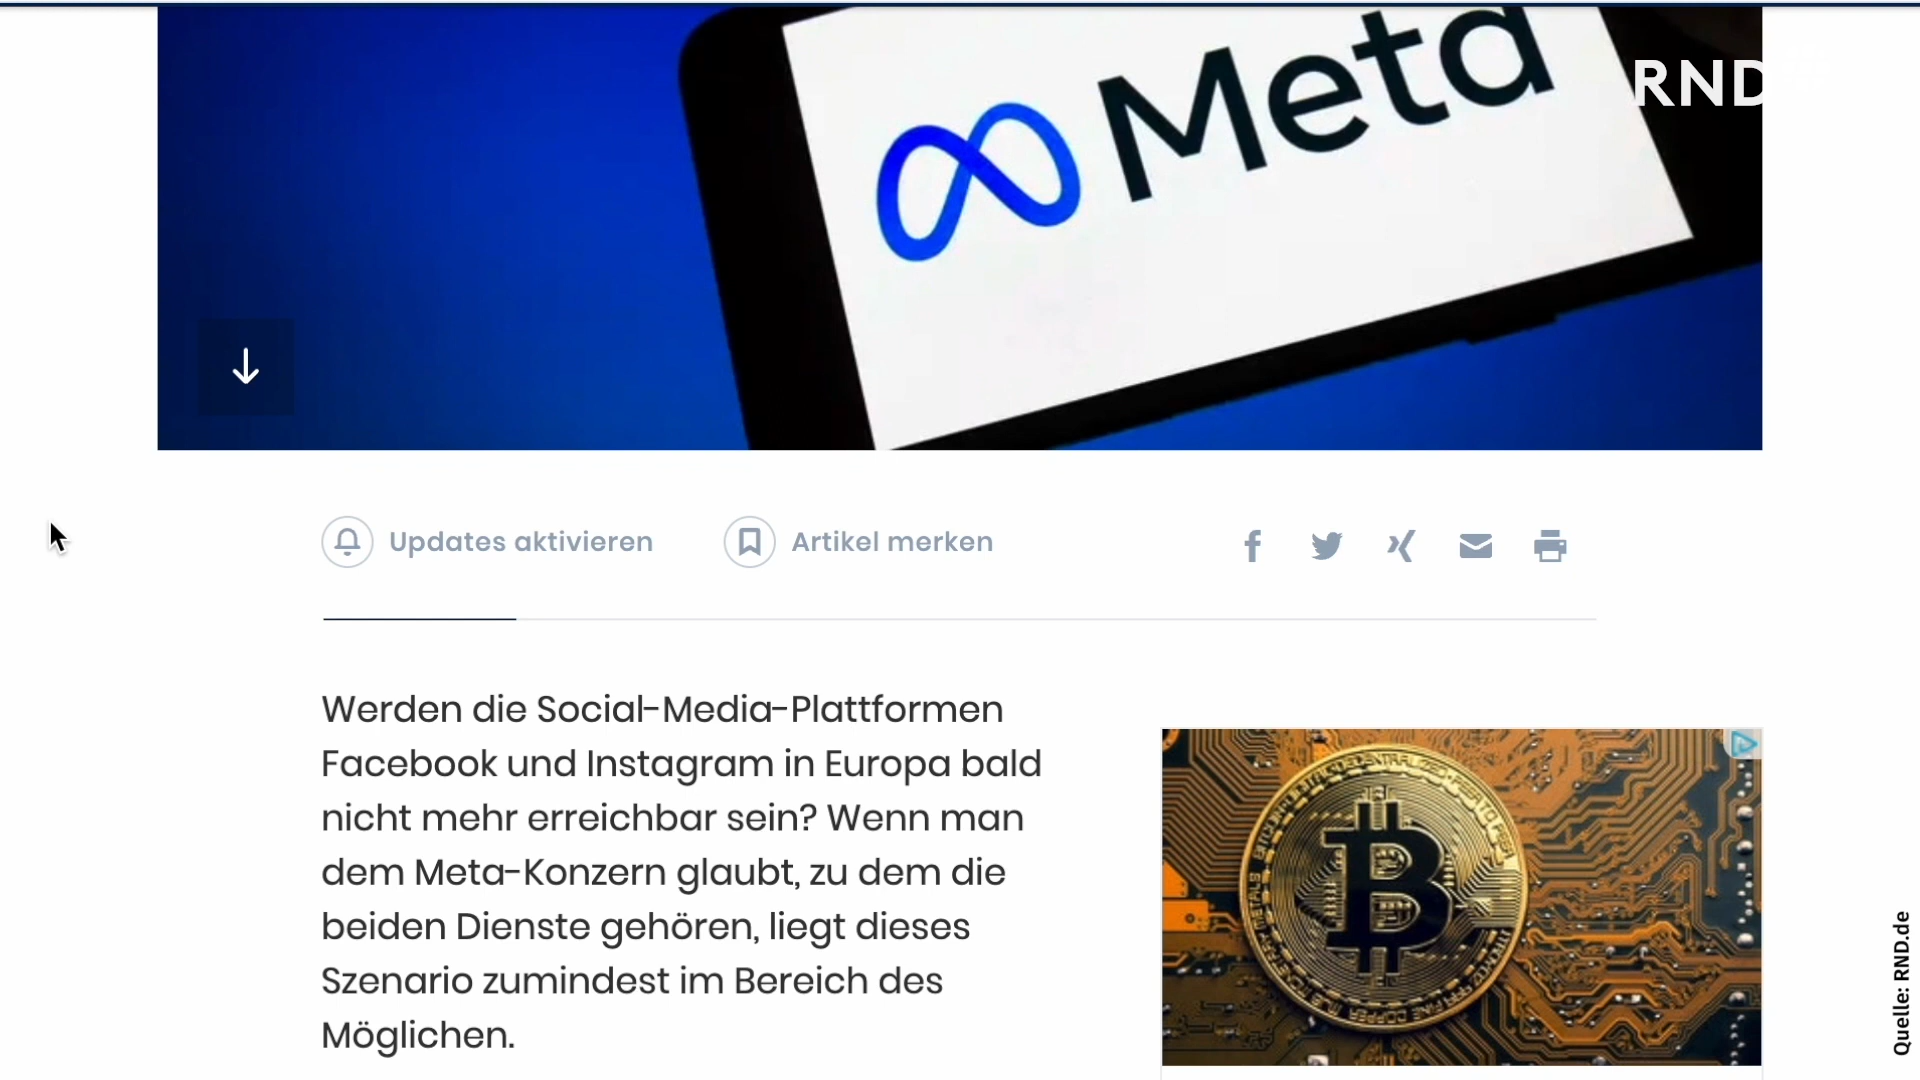 Meta
RND
Updates aktivieren
Artikel merken
Werden die Social-Media-Plattformen
Facebook und Instagram in Europa bald
nicht mehr erreichbar sein? Wenn man
dem Meta-Konzern glaubt, zu dem die
beiden Dienste gehören, liegt dieses
Szenario zumindest im Bereich des
Möglichen.
Quelle: RND.de